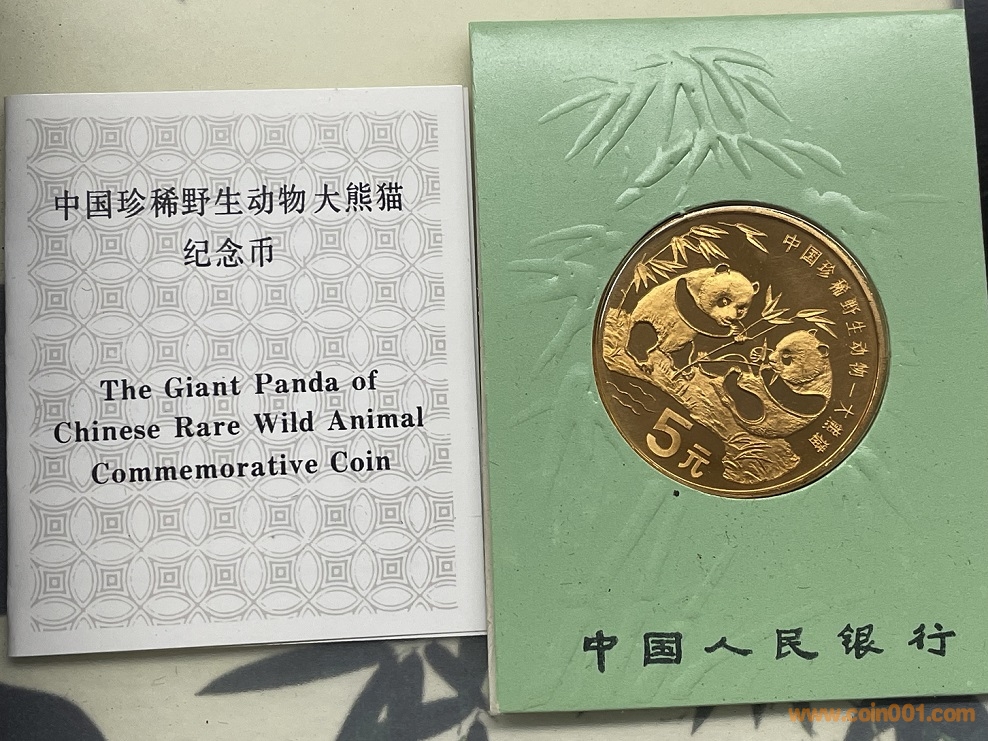 中国珍稀野生动物大熊猫
纪念币
The Giant Panda of
Chinese Rare Wild Animal
Commemorative Coin
中国珍稀野生动物—大熊猫
5元
中国人民银行
www.coin001.com